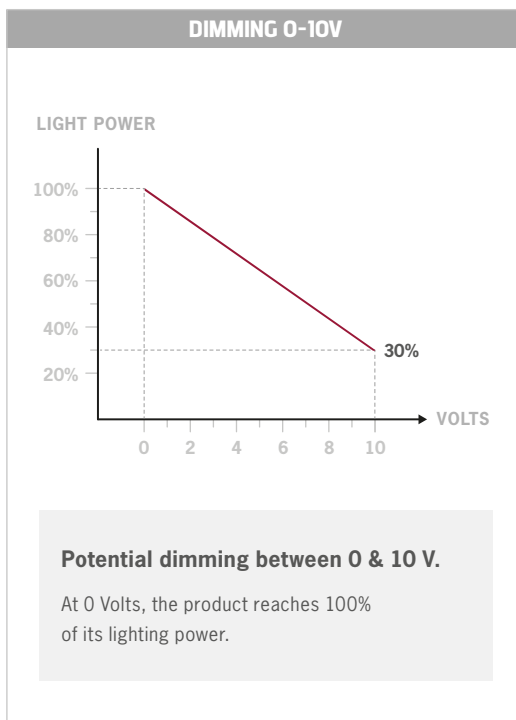 DIMMING 0-10V
LIGHT POWER
100%
80%
60%
40%
30%
20%
VOLTS
0 2 4 6 8 10
Potential dimming between 0 & 10 V.
At 0 Volts, the product reaches 100%
of its lighting power.